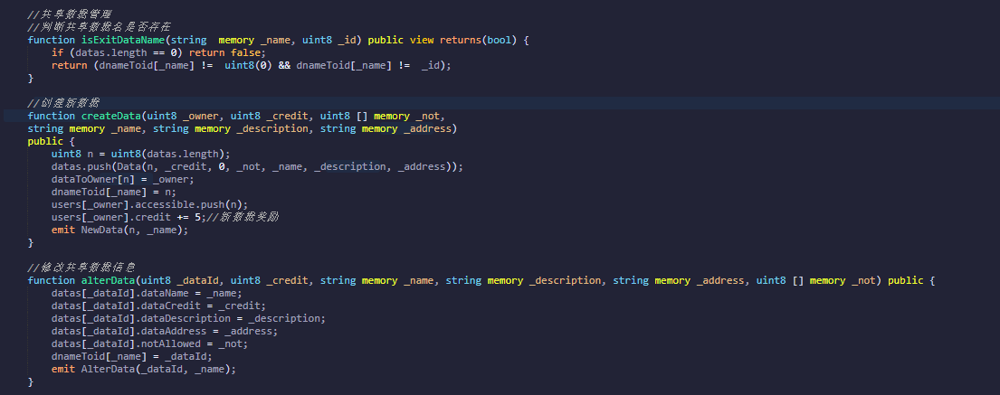 //共享数据管理
//判断共享数据名是否存在
function isExitDataName(string  memory _name, uint8 _id) public view returns(bool) {
    if (datas.length == 0) return false;
    return (dnameToid[_name] !=  uint8(0) && dnameToid[_name] !=  _id);
}
//创建新数据
function createData(uint8 _owner, uint8 _credit, uint8 [] memory _not,
string memory _name, string memory _description, string memory _address)
public {
    uint8 n = uint8(datas.length);
    datas.push(Data(n, _credit, 0, _not, _name, _description, _address));
    dataToOwner[n] = _owner;
    dnameToid[_name] = n;
    users[_owner].accessible.push(n);
    users[_owner].credit += 5;//新数据奖励
    emit NewData(n, _name);
}
//修改共享数据信息
function alterData(uint8 _dataId, uint8 _credit, string memory _name, string memory _description, string memory _address, uint8 [] memory _not) public {
    datas[_dataId].dataName = _name;
    datas[_dataId].dataCredit = _credit;
    datas[_dataId].dataDescription = _description;
    datas[_dataId].dataAddress = _address;
    datas[_dataId].notAllowed = _not;
    dnameToid[_name] = _dataId;
    emit AlterData(_dataId, _name);
}